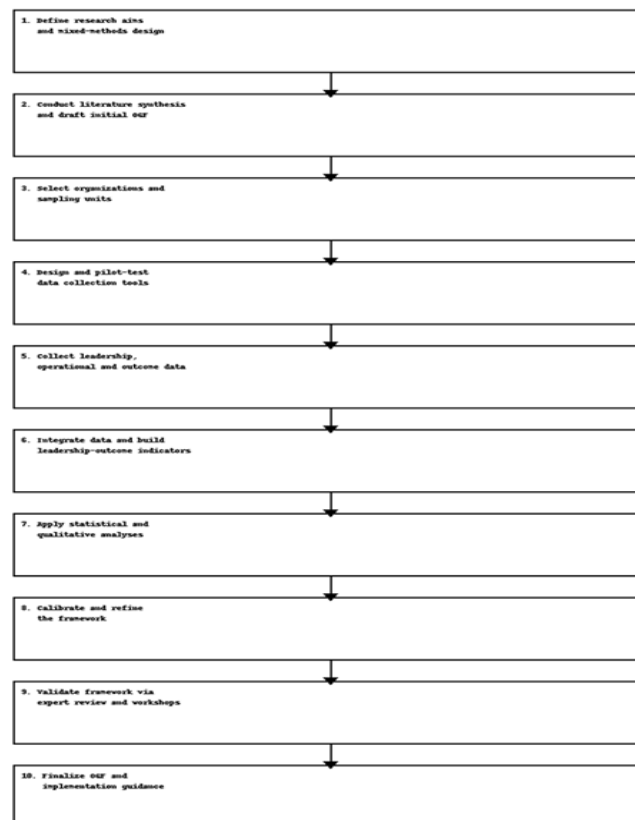 1. Define research aims
and mixed-methods design
2. Conduct literature synthesis
and draft initial OGF
3. Select organizations and
sampling units
4. Design and pilot-test
data collection tools
5. Collect leadership,
operational and outcome data
6. Integrate data and build
leadership-outcome indicators
7. Apply statistical and
qualitative analyses
8. Calibrate and refine
the framework
9. Validate framework via
expert review and workshops
10. Finalize OGF and
implementation guidance